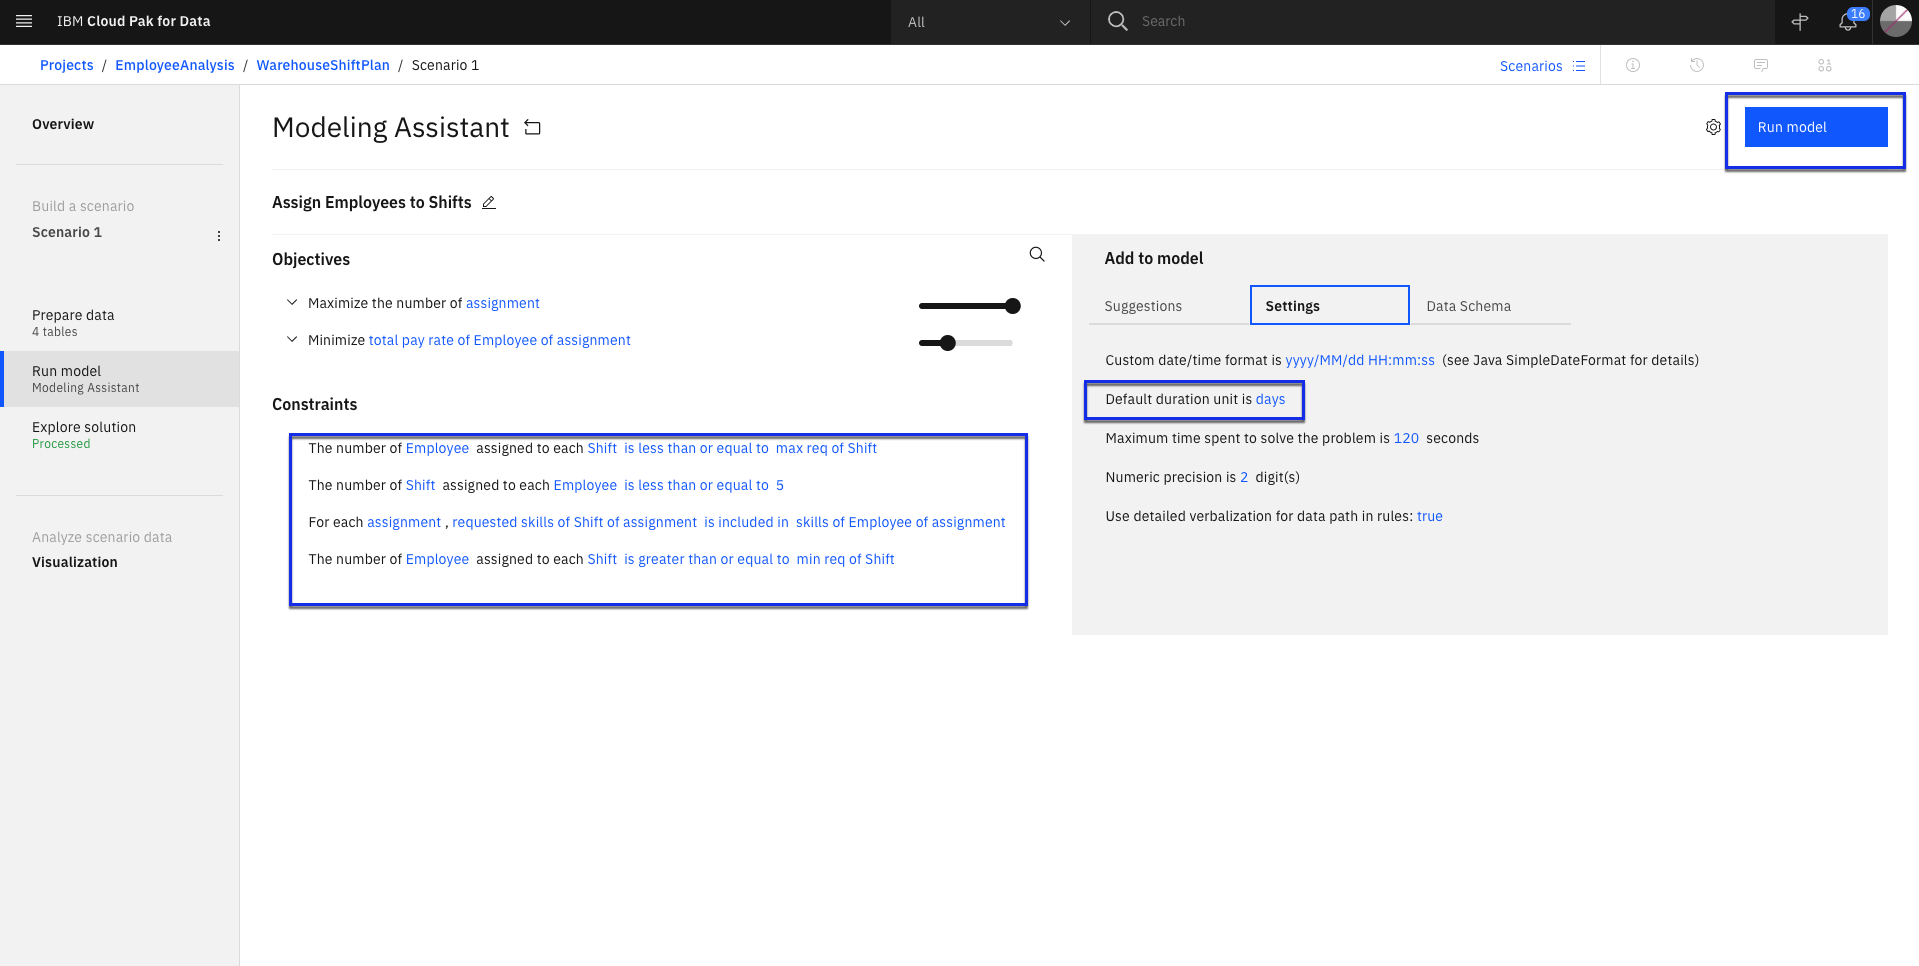 IBM Cloud Pak for Data
All
Search
16
Projects / EmployeeAnalysis / WarehouseShiftPlan / Scenario 1
Scenarios
Overview
Build a scenario
Scenario 1
Prepare data
4 tables
Run model
Modeling Assistant
Explore solution
Processed
Analyze scenario data
Visualization
Modeling Assistant
Run model
Assign Employees to Shifts
Objectives
Maximize the number of assignment
Minimize total pay rate of Employee of assignment
Constraints
The number of Employee assigned to each Shift is less than or equal to max req of Shift
The number of Shift assigned to each Employee is less than or equal to 5
For each assignment , requested skills of Shift of assignment is included in skills of Employee of assignment
The number of Employee assigned to each Shift is greater than or equal to min req of Shift
Add to model
Suggestions
Settings
Data Schema
Custom date/time format is yyyy/MM/dd HH:mm:ss (see Java SimpleDateFormat for details)
Default duration unit is days
Maximum time spent to solve the problem is 120 seconds
Numeric precision is 2 digit(s)
Use detailed verbalization for data path in rules: true